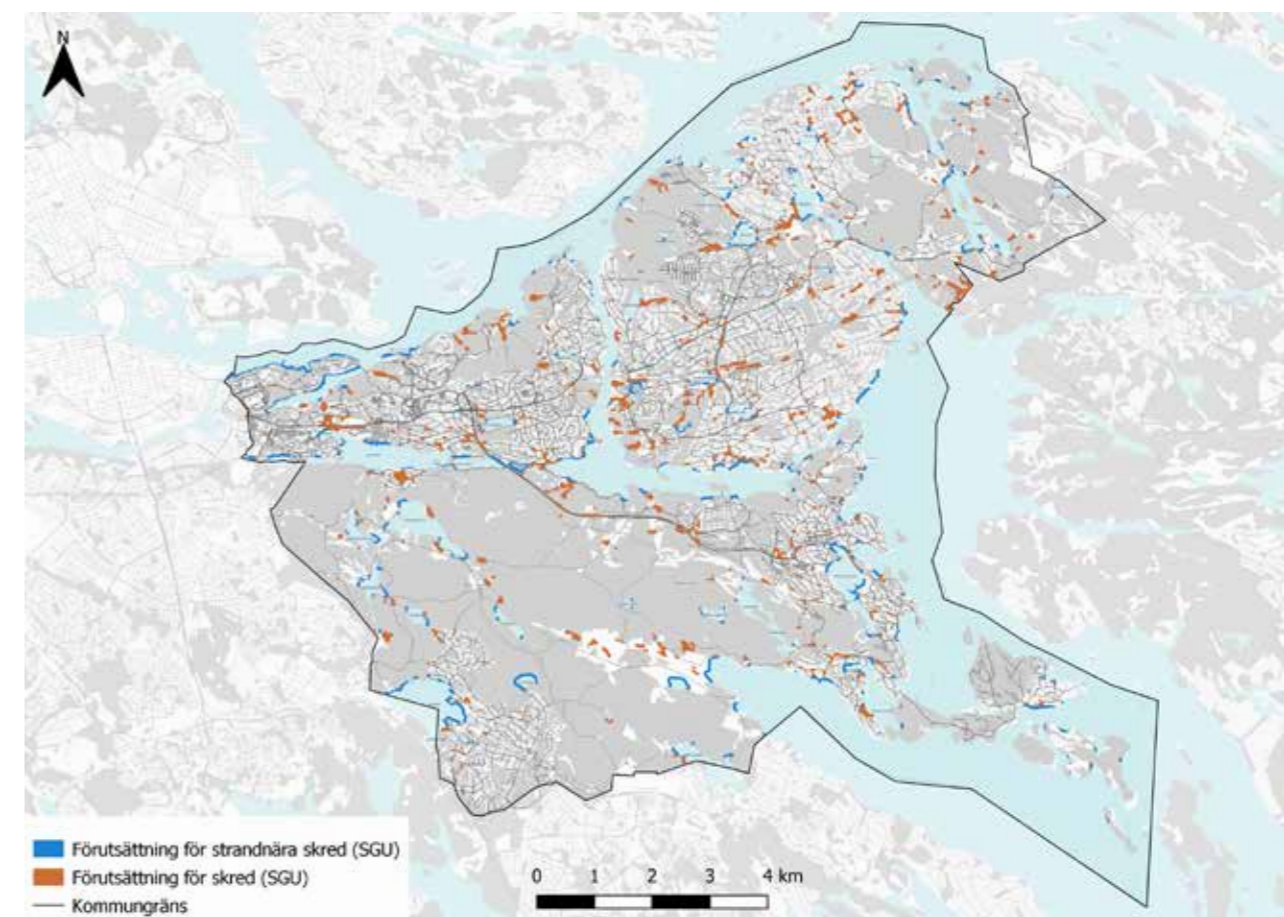 N
Förutsättning för strandnära skred (SGU)
Förutsättning för skred (SGU)
Kommungräns
0 1 2 3 4 km